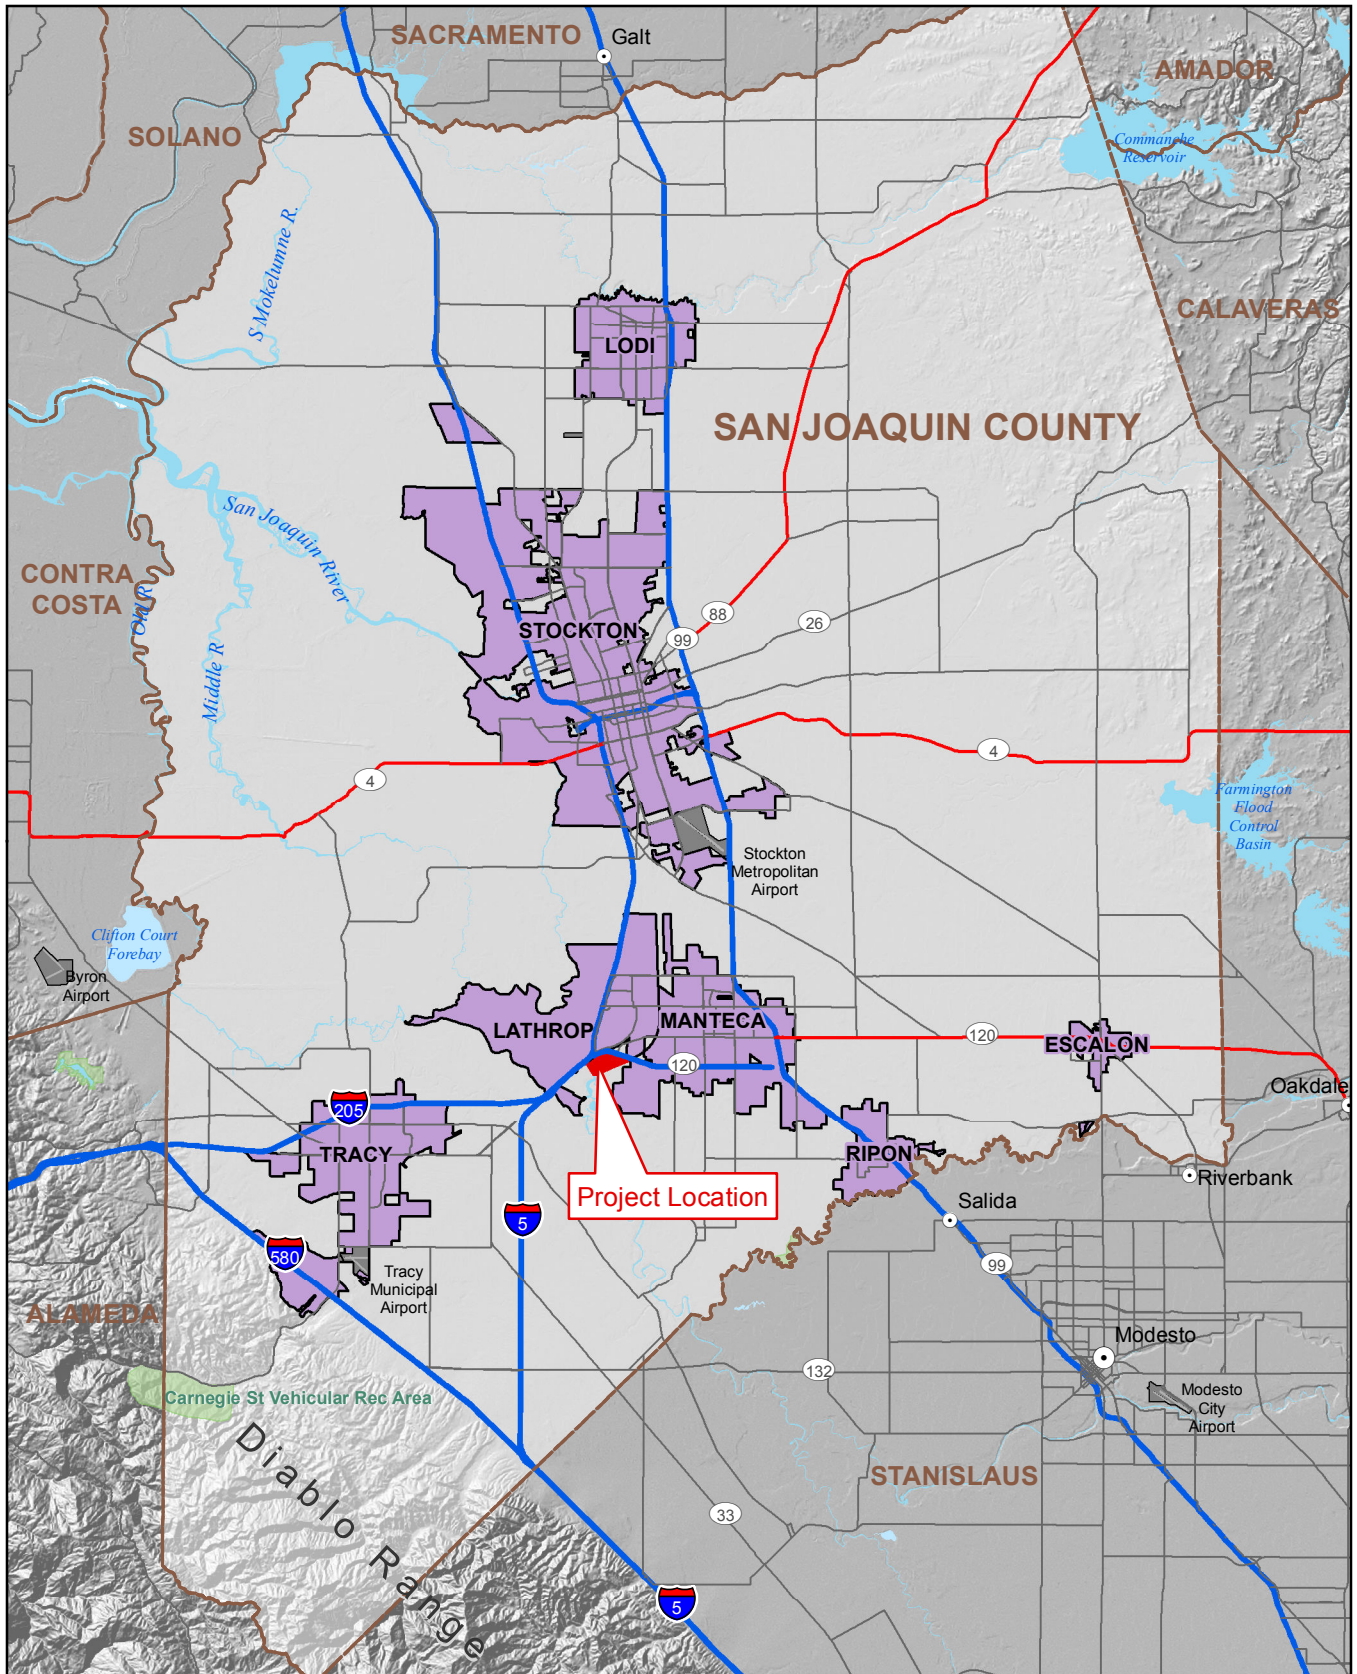 SACRAMENTO
Galt
AMADOR
SOLANO
Commanche
Reservoir
S Mokelumne R.
CALAVERAS
LODI
SAN JOAQUIN COUNTY
San Joaquin River
CONTRA
COSTA
Old R
Middle R
STOCKTON
88
26
99
4
4
Farmington
Flood
Control
Basin
Stockton
Metropolitan
Airport
Clifton Court
Forebay
Byron
Airport
LATHROP
MANTECA
120
ESCALON
120
Oakdale
205
TRACY
RIPON
Riverbank
Project Location
Salida
5
580
99
Tracy
Municipal
Airport
ALAMEDA
Modesto
132
Modesto
City
Airport
Carnegie St Vehicular Rec Area
Diablo Range
STANISLAUS
33
5